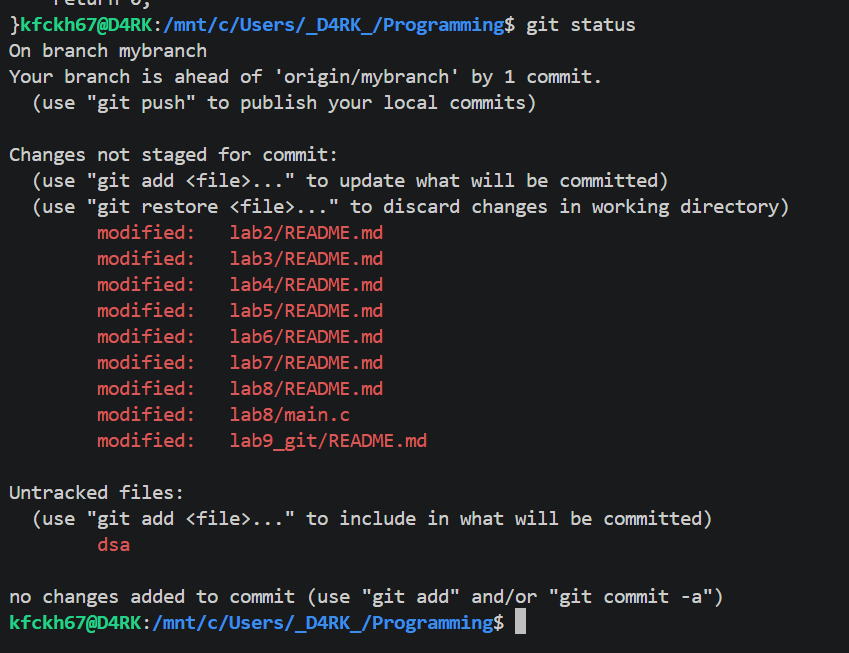 return 0;
}kfckh67@D4RK:/mnt/c/Users/_D4RK_/Programming$ git status
On branch mybranch
Your branch is ahead of 'origin/mybranch' by 1 commit.
  (use "git push" to publish your local commits)

Changes not staged for commit:
  (use "git add <file>..." to update what will be committed)
  (use "git restore <file>..." to discard changes in working directory)
        modified:   lab2/README.md
        modified:   lab3/README.md
        modified:   lab4/README.md
        modified:   lab5/README.md
        modified:   lab6/README.md
        modified:   lab7/README.md
        modified:   lab8/README.md
        modified:   lab8/main.c
        modified:   lab9_git/README.md

Untracked files:
  (use "git add <file>..." to include in what will be committed)
        dsa

no changes added to commit (use "git add" and/or "git commit -a")
kfckh67@D4RK:/mnt/c/Users/_D4RK_/Programming$